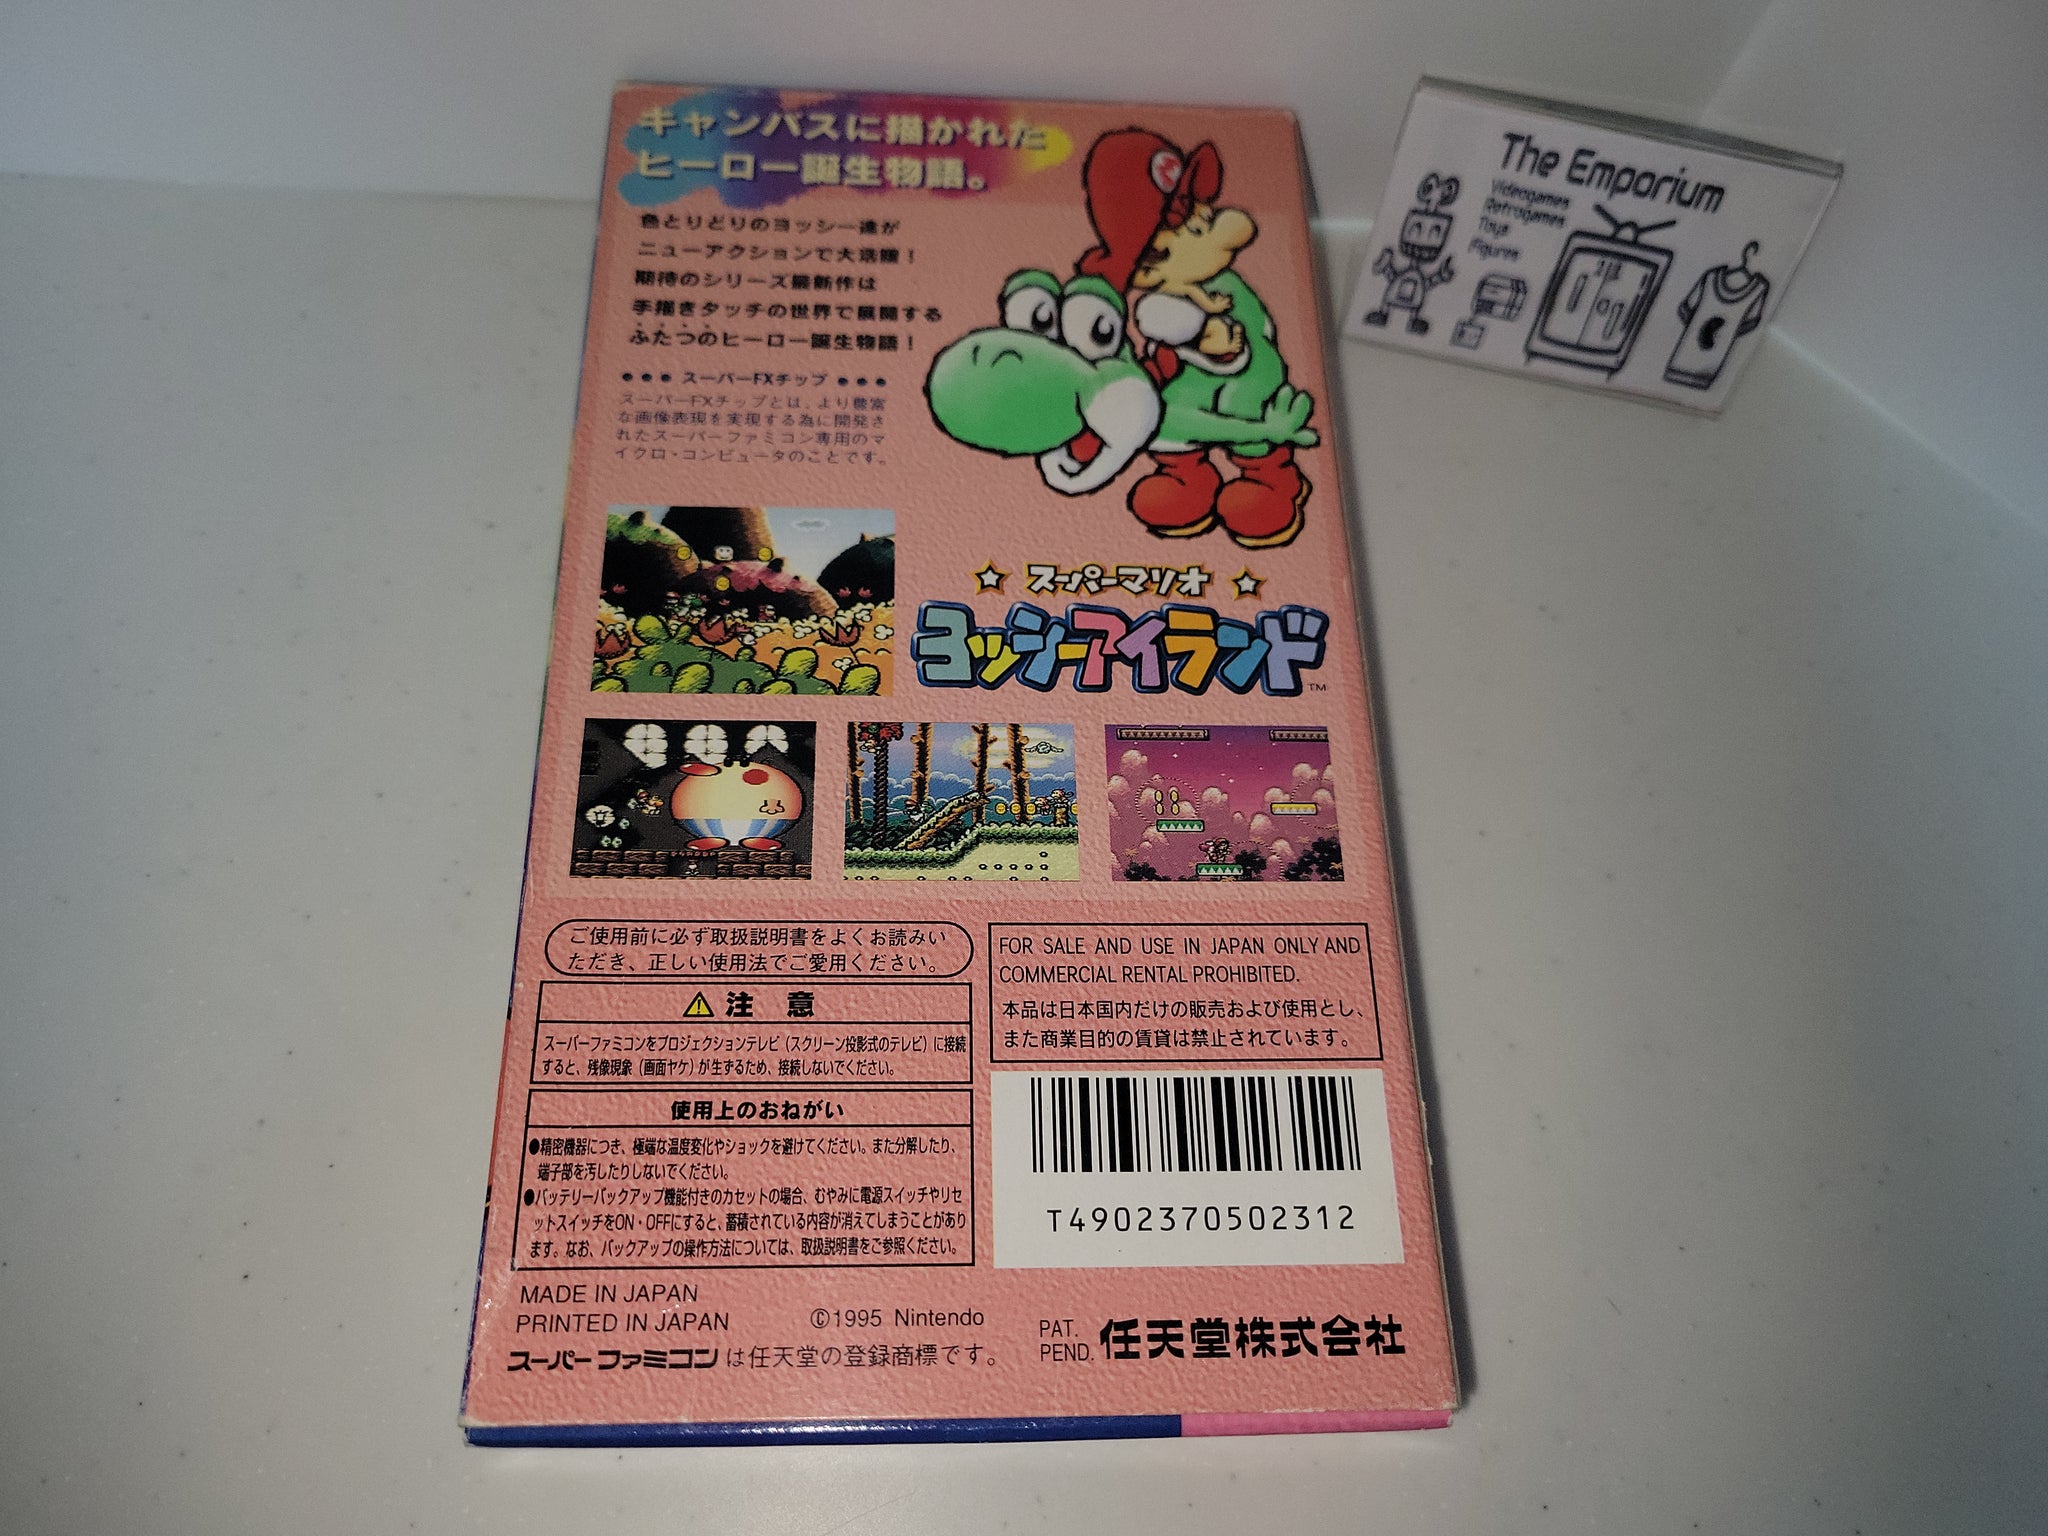 キャンバスに描かれた
ヒーロー誕生物語。
色とりどりのヨッシー達が
ニューアクションで大活躍！
期待のシリーズ最新作は
手描きタッチの世界で展開する
ふたつのヒーロー誕生物語！
●●● スーパーFXチップ ●●●
スーパーFXチップとは、より豊富
な画像表現を実現する為に開発さ
れたスーパーファミコン専用のマ
イクロ・コンピュータのことです。
スーパーマリオ
ヨッシーアイランド
TM
ご使用前に必ず取扱説明書をよくお読みい
ただき、正しい使用法でご愛用ください。
注 意
スーパーファミコンをプロジェクションテレビ（スクリーン投影式のテレビ）に接続
すると、残像現象（画面ヤケ）が生ずるため、接続しないでください。
使用上のおねがい
●精密機器につき、極端な温度変化やショックを避けてください。また分解したり、
端子部を汚したりしないでください。
●バッテリーバックアップ機能付きのカセットの場合、むやみに電源スイッチやリセ
ットスイッチをON・OFFにすると、蓄積されている内容が消えてしまうことがあり
ます。なお、バックアップの操作方法については、取扱説明書をご参照ください。
FOR SALE AND USE IN JAPAN ONLY AND
COMMERCIAL RENTAL PROHIBITED.
本品は日本国内だけの販売および使用とし、
また商業目的の賃貸は禁止されています。
T4902370502312
MADE IN JAPAN
PRINTED IN JAPAN
©1995 Nintendo
スーパーファミコンは任天堂の登録商標です。
PAT.
PEND.
任天堂株式会社
The Emporium
Videogames
Retrogames
Toys
Figures